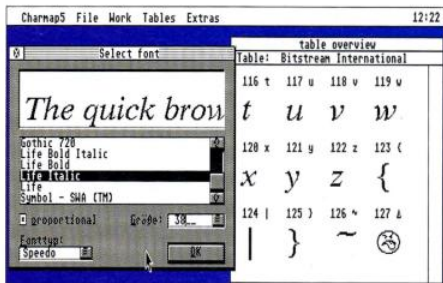 Charmap5 File Work Tables Extras 12:22
Select font
The quick brow
Gothic 720
Life Bold Italic
Life Bold
Life Italic
Life
Symbol - SWA (TM)
proportional Größe: 38__
Fonttyp:
Speedo
OK
table overview
Table: Bitstream International
116 t 117 u 118 v 119 w
t u v w
120 x 121 y 122 z 123 {
x y z {
124 | 125 } 126 ~ 127 Δ
| } ~